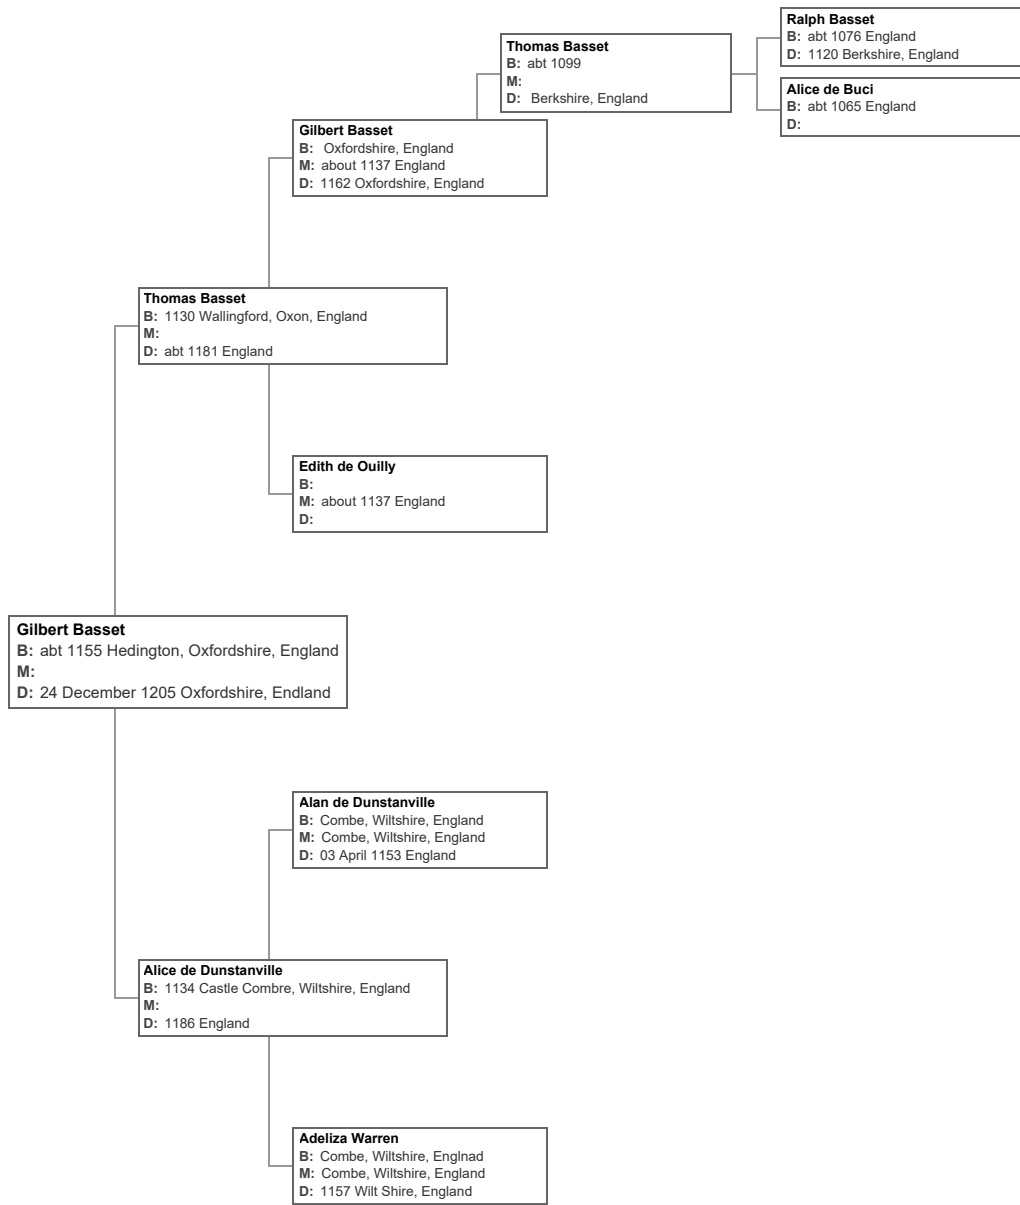 Ralph Basset
B: abt 1076 England
D: 1120 Berkshire, England
Thomas Basset
B: abt 1099
M:
D: Berkshire, England
Alice de Buci
B: abt 1065 England
D:
Gilbert Basset
B: Oxfordshire, England
M: about 1137 England
D: 1162 Oxfordshire, England
Thomas Basset
B: 1130 Wallingford, Oxon, England
M:
D: abt 1181 England
Edith de Ouilly
B:
M: about 1137 England
D:
Gilbert Basset
B: abt 1155 Hedington, Oxfordshire, England
M:
D: 24 December 1205 Oxfordshire, Endland
Alan de Dunstanville
B: Combe, Wiltshire, England
M: Combe, Wiltshire, England
D: 03 April 1153 England
Alice de Dunstanville
B: 1134 Castle Combre, Wiltshire, England
M:
D: 1186 England
Adeliza Warren
B: Combe, Wiltshire, Englnad
M: Combe, Wiltshire, England
D: 1157 Wilt Shire, England